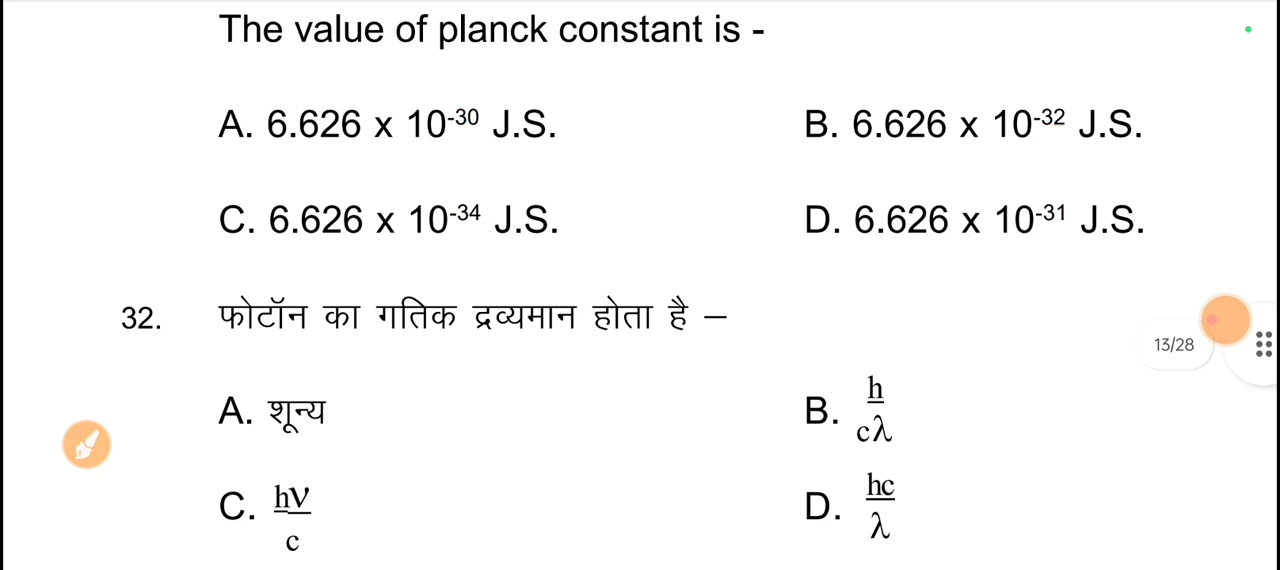 The value of planck constant is -
A. 6.626 x 10⁻³⁰ J.S. B. 6.626 x 10⁻³² J.S.
C. 6.626 x 10⁻³⁴ J.S. D. 6.626 x 10⁻³¹ J.S.
32. फोटॉन का गतिक द्रव्यमान होता है –
13/28
A. शून्य B. h/cλ
C. hν/c D. hc/λ